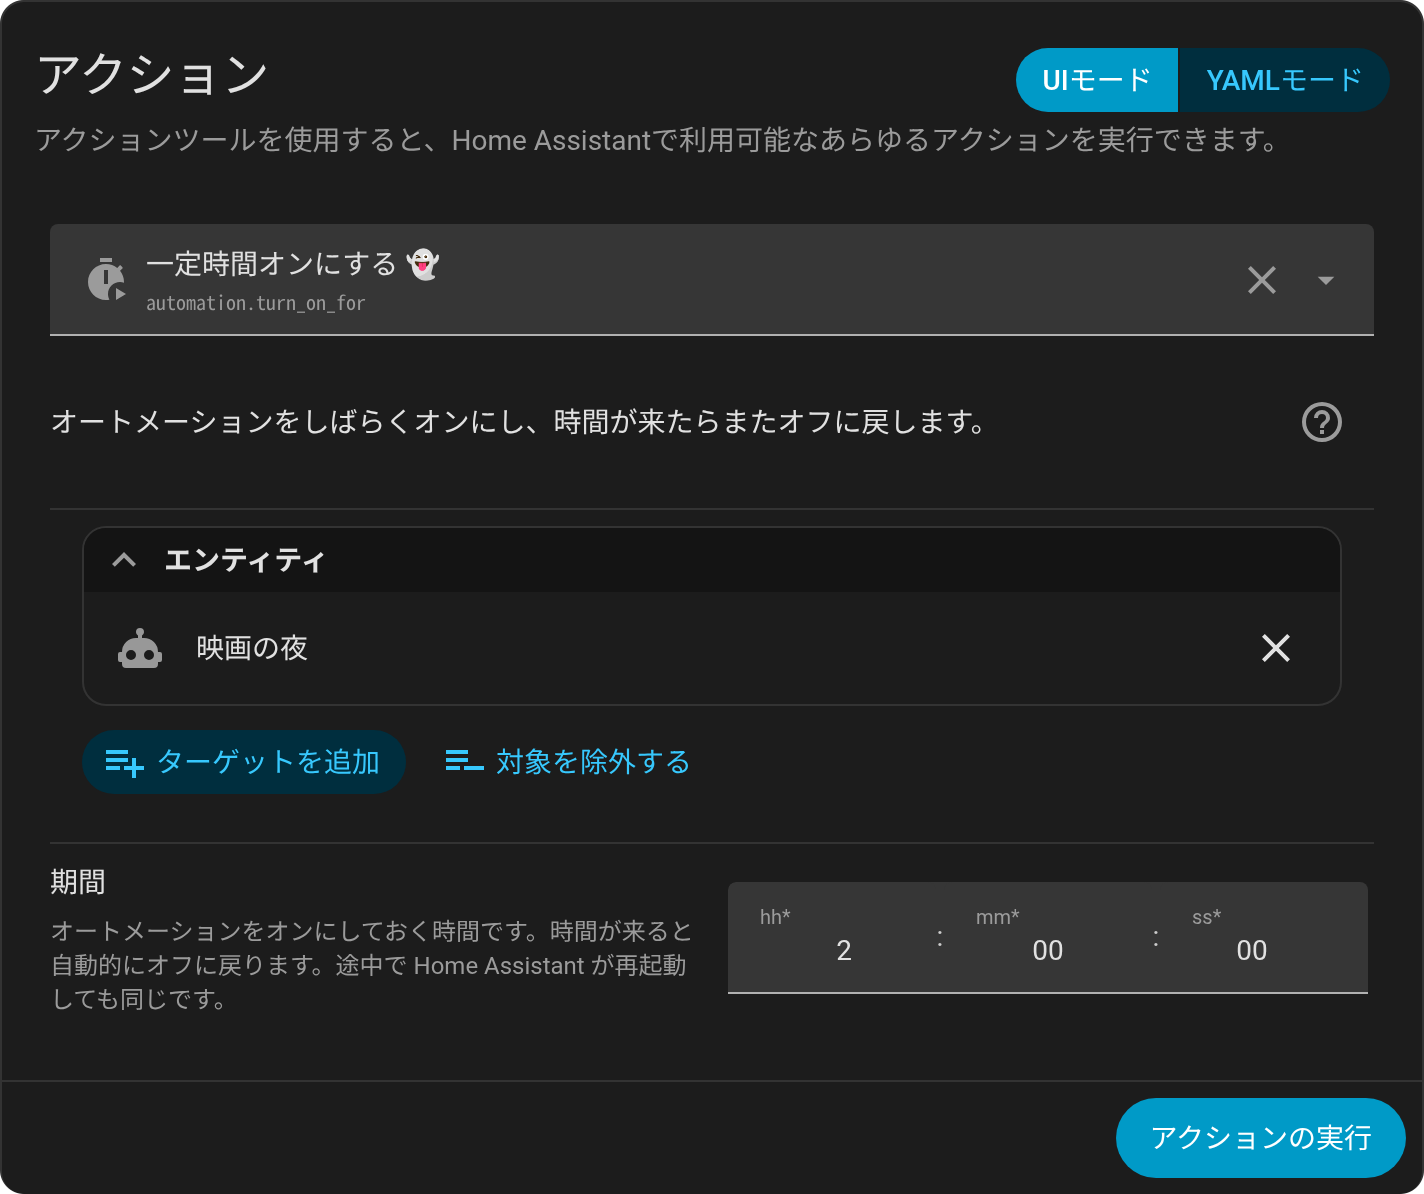 アクション
UIモード
YAMLモード
アクションツールを使用すると、Home Assistantで利用可能なあらゆるアクションを実行できます。
一定時間オンにする 👻
automation.turn_on_for
オートメーションをしばらくオンにし、時間が来たらまたオフに戻します。
エンティティ
映画の夜
ターゲットを追加
対象を除外する
期間
オートメーションをオンにしておく時間です。時間が来ると
自動的にオフに戻ります。途中で Home Assistant が再起動
しても同じです。
hh* mm* ss*
2 : 00 : 00
アクションの実行